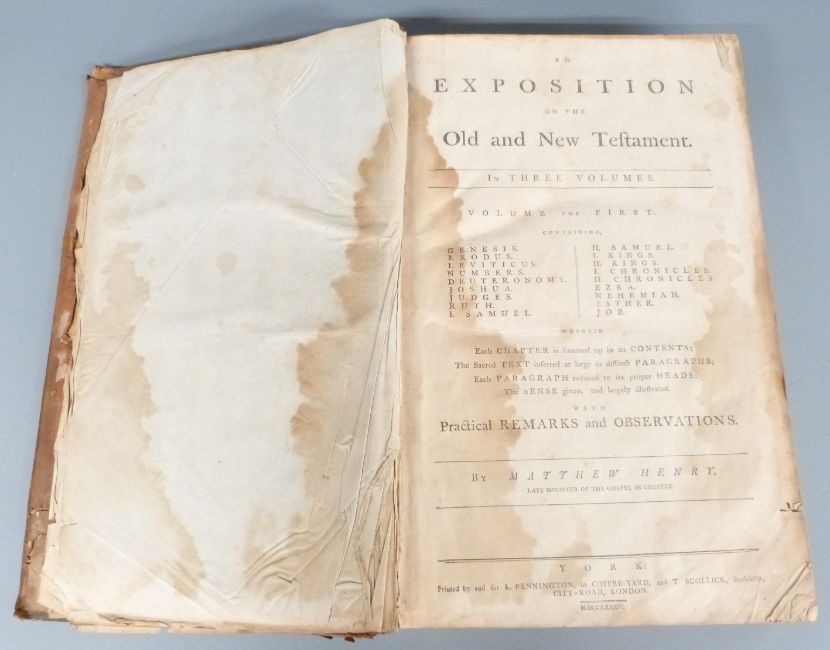 AN
EXPOSITION
ON THE
Old and New Teſtament.
IN THREE VOLUMES.
VOLUME THE FIRST:
CONTAINING,
GENESIS.
EXODUS.
LEVITICUS.
NUMBERS.
DEUTERONOMY.
JOSHUA.
JUDGES.
RUTH.
I. SAMUEL.
II. SAMUEL.
I. KINGS.
II. KINGS.
I. CHRONICLES.
II. CHRONICLES.
EZRA.
NEHEMIAH.
ESTHER.
JOB.
WHEREIN
Each CHAPTER is ſummed up in its CONTENTS;
The Sacred TEXT inſerted at large in diſtinct PARAGRAPHS;
Each PARAGRAPH reduced to its proper HEADS:
The SENSE given, and largely illuſtrated.
WITH
Practical REMARKS and OBSERVATIONS.
BY MATTHEW HENRY,
LATE MINISTER OF THE GOSPEL IN CHESTER.
YORK:
Printed by and for L. PENNINGTON, in COFFEE-YARD, and T SCOLLICK, Bookſeller,
CITY-ROAD, LONDON.
M.DCC.LXXXVI.